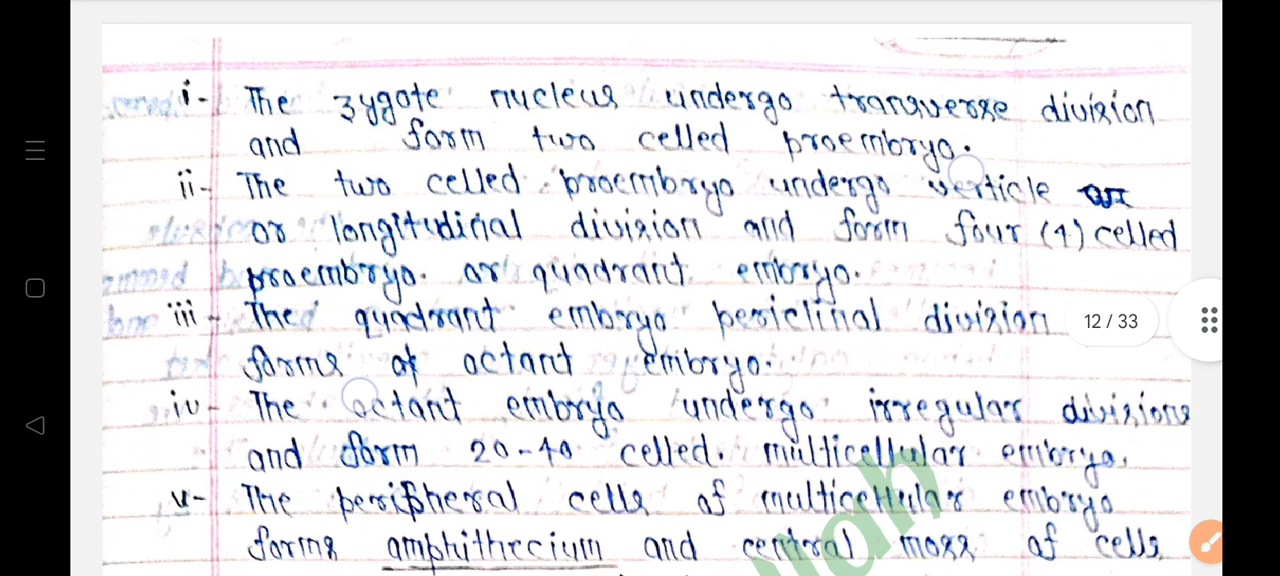 i- The zygote nucleus undergo transverse division
and form two celled proembryo.
ii- The two celled proembryo undergo verticle
or longitudinal division and form four (4) celled
proembryo. or quadrant embryo.
iii- The quadrant embryo periclinal division
forms of octant embryo.
12 / 33
iv- The octant embryo undergo irregular divisions
and form 20-40 celled. multicellular embryo.
v- The peripheral cells of multicellular embryo
forms amphithecium and central mass of cells